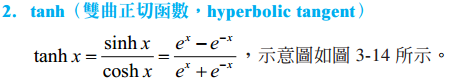 2. tanh（雙曲正切函數，hyperbolic tangent）
tanh x = sinh x / cosh x = (e^x − e^−x) / (e^x + e^−x)，示意圖如圖 3-14 所示。